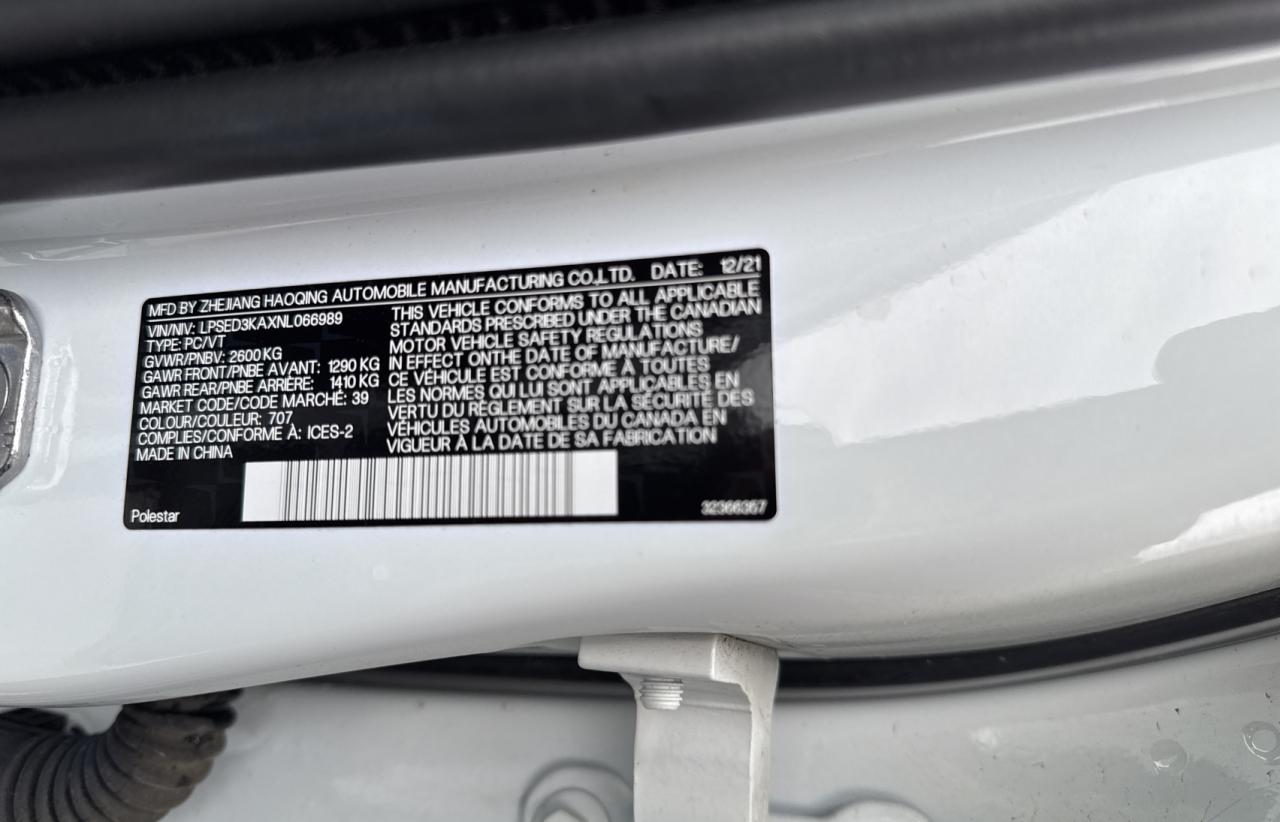 MFD BY ZHEJIANG HAOQING AUTOMOBILE MANUFACTURING CO.,LTD. DATE: 12/21
VIN/NIV: LPSED3KAXNL066989
TYPE: PC/VT
GVWR/PNBV: 2600 KG
GAWR FRONT/PNBE AVANT: 1290 KG
GAWR REAR/PNBE ARRIÈRE: 1410 KG
MARKET CODE/CODE MARCHÉ: 39
COLOUR/COULEUR: 707
COMPLIES/CONFORME À: ICES-2
MADE IN CHINA
THIS VEHICLE CONFORMS TO ALL APPLICABLE
STANDARDS PRESCRIBED UNDER THE CANADIAN
MOTOR VEHICLE SAFETY REGULATIONS
IN EFFECT ONTHE DATE OF MANUFACTURE/
CE VÉHICULE EST CONFORME À TOUTES
LES NORMES QUI LUI SONT APPLICABLES EN
VERTU DU RÈGLEMENT SUR LA SÉCURITÉ DES
VÉHICULES AUTOMOBILES DU CANADA EN
VIGUEUR À LA DATE DE SA FABRICATION
Polestar
32366367